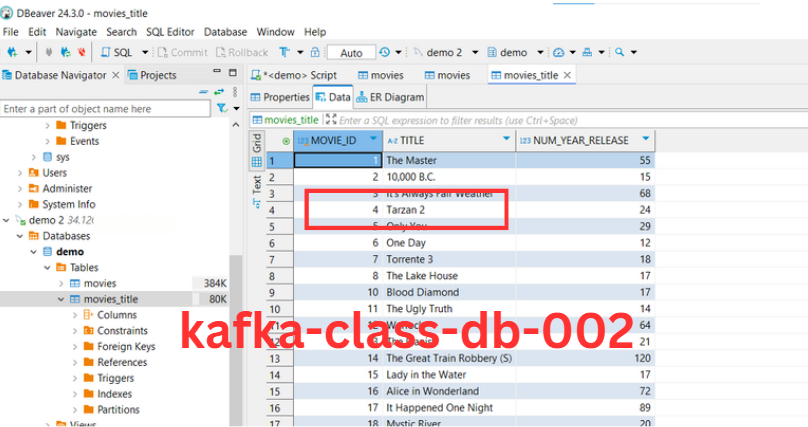 DBeaver 24.3.0 - movies_title
File Edit Navigate Search SQL Editor Database Window Help
SQL Commit Rollback Auto demo 2 demo
Database Navigator Projects
Enter a part of object name here
Triggers
Events
sys
Users
Administer
System Info
demo 2 34.12
Databases
demo
Tables
movies 384K
movies_title 80K
Columns
Constraints
Foreign Keys
References
Triggers
Indexes
Partitions
Views
*<demo> Script movies movies movies_title
Properties Data ER Diagram
movies_title Enter a SQL expression to filter results (use Ctrl+Space)
Grid
Text
123 MOVIE_ID A-Z TITLE 123 NUM_YEAR_RELEASE
1 1 The Master 55
2 2 10,000 B.C. 15
3 3 It's Always Fair Weather 68
4 4 Tarzan 2 24
5 5 Only You 29
6 6 One Day 12
7 7 Torrente 3 18
8 8 The Lake House 17
9 10 Blood Diamond 17
10 11 The Ugly Truth 14
11 64
12 21
13 14 The Great Train Robbery (S) 120
14 15 Lady in the Water 17
15 16 Alice in Wonderland 72
16 17 It Happened One Night 89
17 18 Mystic River 20
kafka-class-db-002